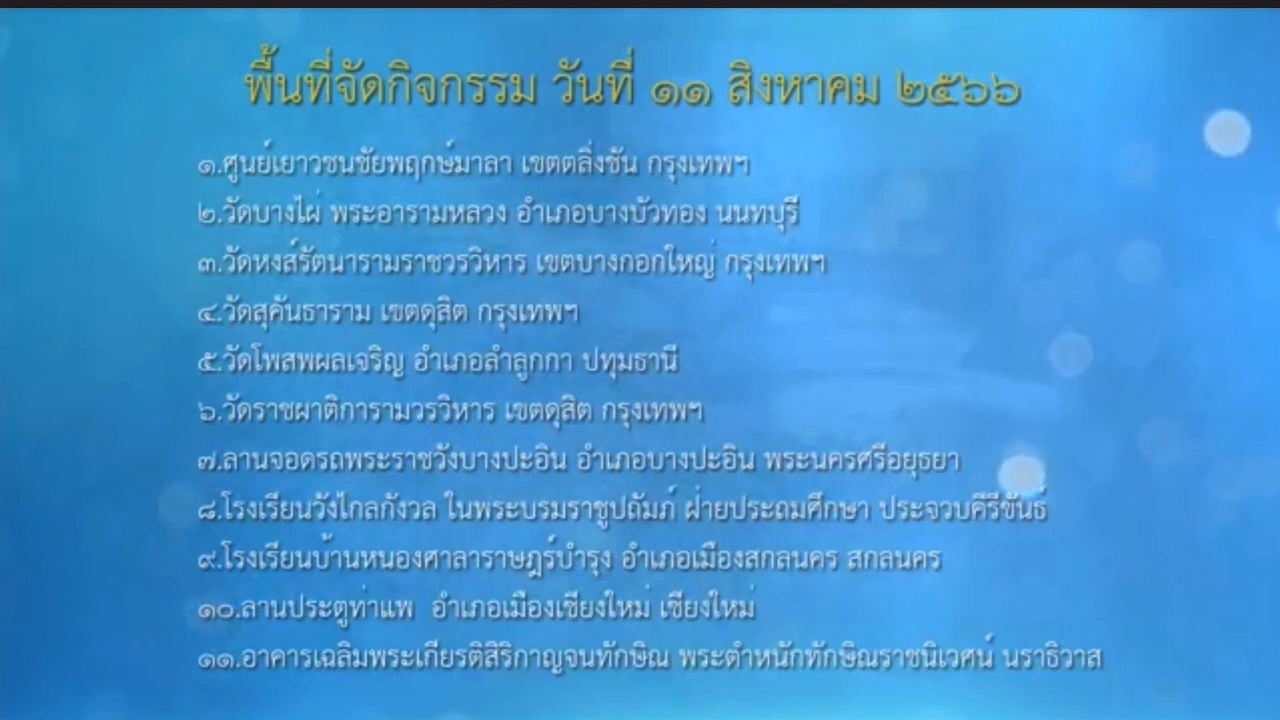 พื้นที่จัดกิจกรรม วันที่ ๑๑ สิงหาคม ๒๕๖๖
๑.ศูนย์เยาวชนชัยพฤกษ์มาลา เขตตลิ่งชัน กรุงเทพฯ
๒.วัดบางไผ่ พระอารามหลวง อำเภอบางบัวทอง นนทบุรี
๓.วัดหงส์รัตนารามราชวรวิหาร เขตบางกอกใหญ่ กรุงเทพฯ
๔.วัดสุคันธาราม เขตดุสิต กรุงเทพฯ
๕.วัดโพสพผลเจริญ อำเภอลำลูกกา ปทุมธานี
๖.วัดราชผาติการามวรวิหาร เขตดุสิต กรุงเทพฯ
๗.ลานจอดรถพระราชวังบางปะอิน อำเภอบางปะอิน พระนครศรีอยุธยา
๘.โรงเรียนวังไกลกังวล ในพระบรมราชูปถัมภ์ ฝ่ายประถมศึกษา ประจวบคีรีขันธ์
๙.โรงเรียนบ้านหนองศาลาราษฎร์บำรุง อำเภอเมืองสกลนคร สกลนคร
๑๐.ลานประตูท่าแพ อำเภอเมืองเชียงใหม่ เชียงใหม่
๑๑.อาคารเฉลิมพระเกียรติสิริกาญจนทักษิณ พระตำหนักทักษิณราชนิเวศน์ นราธิวาส